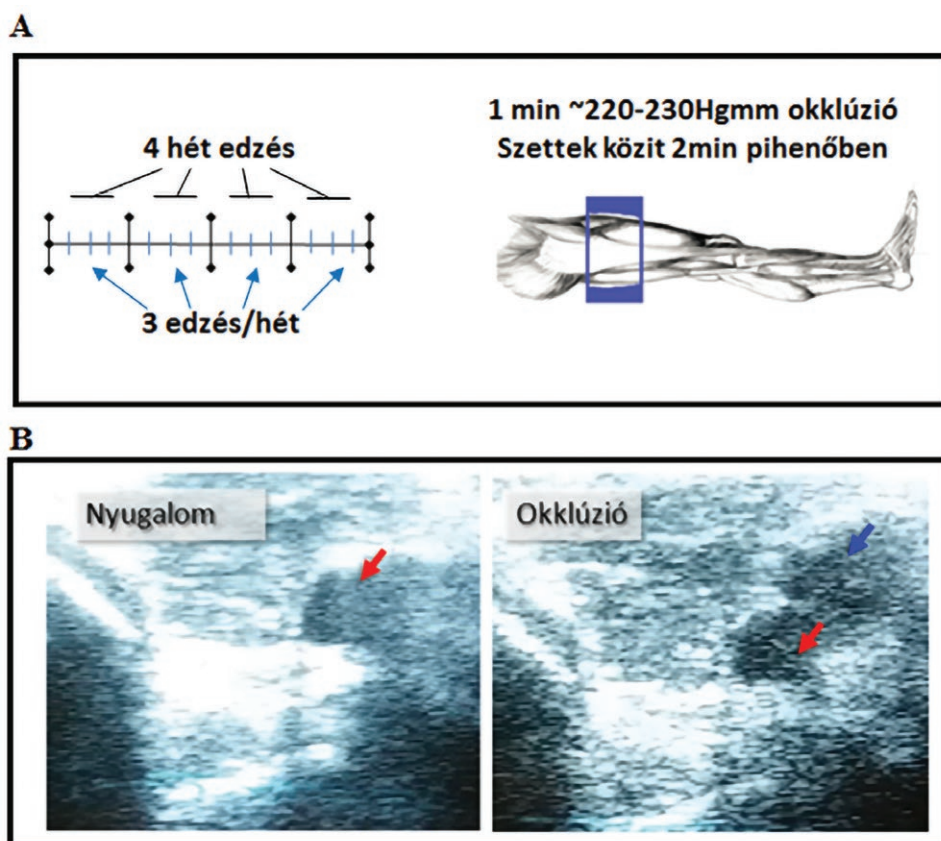 A
4 hét edzés
3 edzés/hét
1 min ~220-230Hgmm okklúzió
Szettek közit 2min pihenőben
B
Nyugalom
Okklúzió